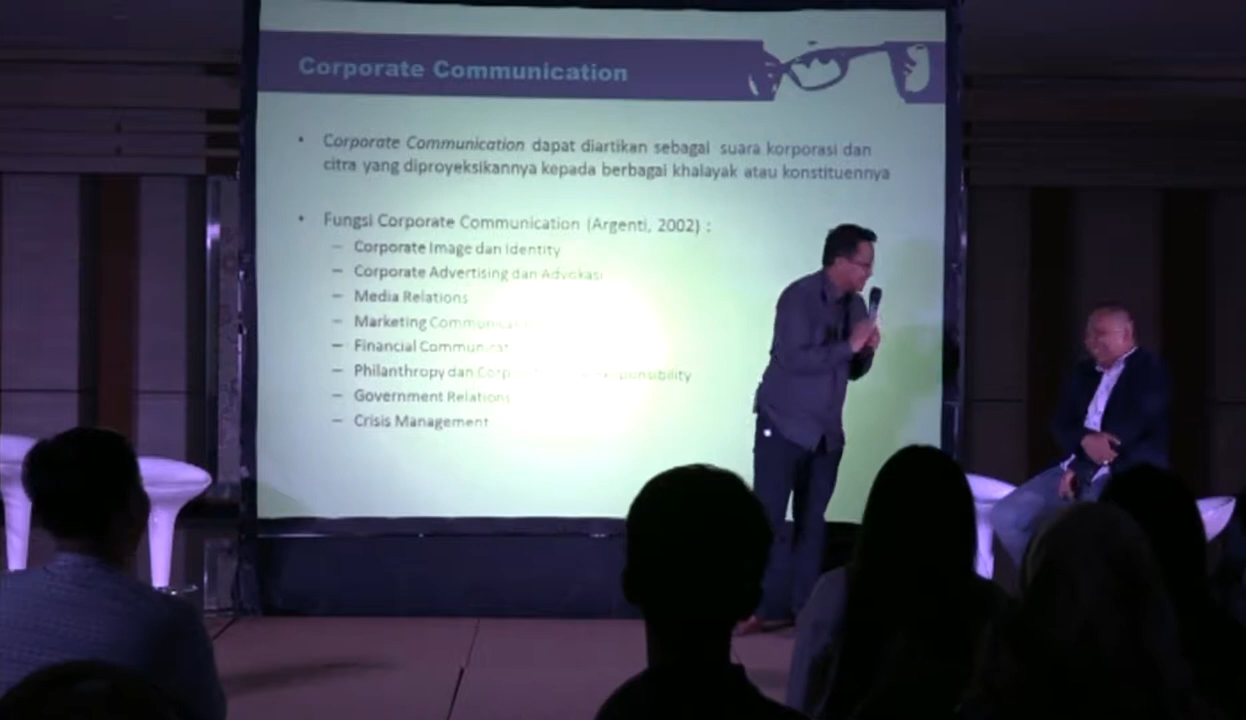 Corporate Communication
• Corporate Communication dapat diartikan sebagai suara korporasi dan
citra yang diproyeksikannya kepada berbagai khalayak atau konstituennya
• Fungsi Corporate Communication (Argenti, 2002) :
– Corporate Image dan Identity
– Corporate Advertising dan Advokasi
– Media Relations
– Marketing
– Financial
– Philanthropy dan
– Government Relations
– Crisis Management